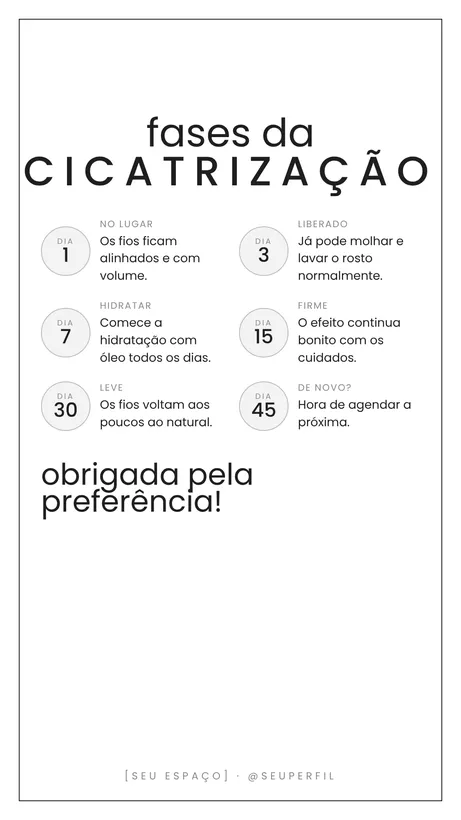 fases da
CICATRIZAÇÃO
NO LUGAR
DIA
1
Os fios ficam
alinhados e com
volume.
LIBERADO
DIA
3
Já pode molhar e
lavar o rosto
normalmente.
HIDRATAR
DIA
7
Comece a
hidratação com
óleo todos os dias.
FIRME
DIA
15
O efeito continua
bonito com os
cuidados.
LEVE
DIA
30
Os fios voltam aos
poucos ao natural.
DE NOVO?
DIA
45
Hora de agendar a
próxima.
obrigada pela
preferência!
[SEU ESPAÇO] · @SEUPERFIL